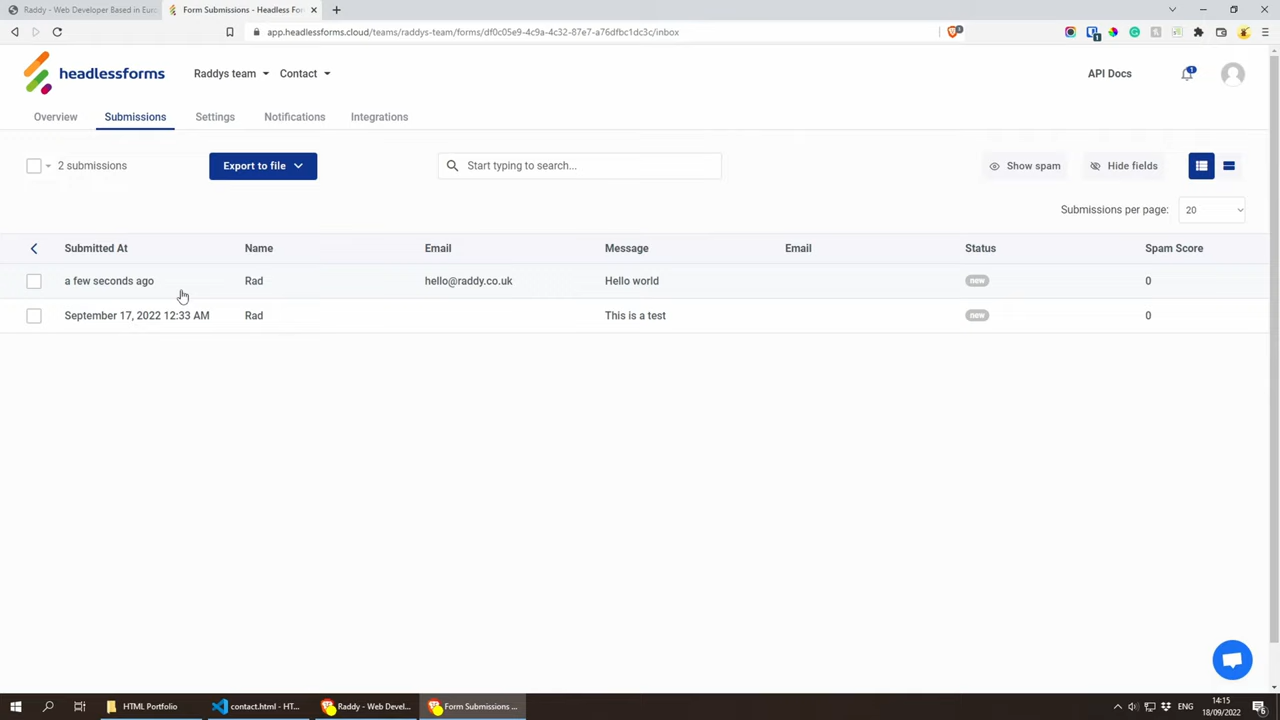 Raddy - Web Developer Based in Eur
Form Submissions - Headless For
app.headlessforms.cloud/teams/raddys-team/forms/df0c05e9-4c9a-4c32-87e7-a76dfbc1dc3c/inbox
headlessforms
Raddys team
Contact
API Docs
1
Overview
Submissions
Settings
Notifications
Integrations
2 submissions
Export to file
Start typing to search...
Show spam
Hide fields
Submissions per page:
20
Submitted At Name Email Message Email Status Spam Score
a few seconds ago Rad hello@raddy.co.uk Hello world new 0
September 17, 2022 12:33 AM Rad This is a test new 0
HTML Portfolio
contact.html - HT...
Raddy - Web Devel...
Form Submissions ...
ENG
14:15
18/09/2022
6